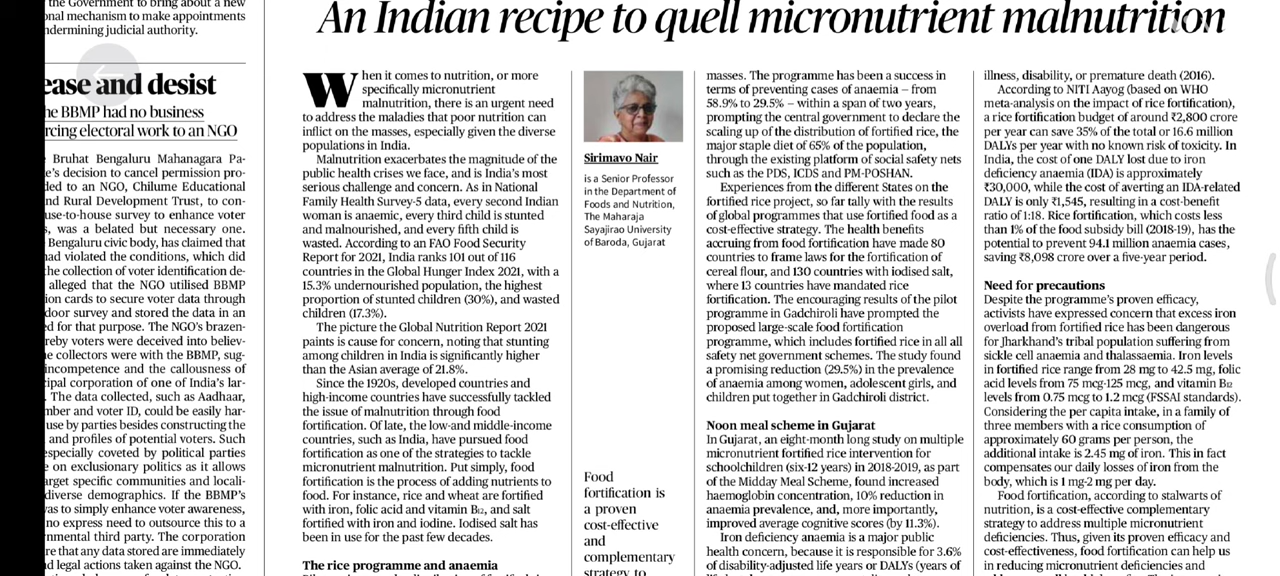 the Government to bring about a new
onal mechanism to make appointments
ndermining judicial authority.
ease and desist
he BBMP had no business
rcing electoral work to an NGO
e Bruhat Bengaluru Mahanagara Pa-
e's decision to cancel permission pro-
ded to an NGO, Chilume Educational
nd Rural Development Trust, to con-
use-to-house survey to enhance voter
s, was a belated but necessary one.
Bengaluru civic body, has claimed that
had violated the conditions, which did
the collection of voter identification de-
alleged that the NGO utilised BBMP
ion cards to secure voter data through
door survey and stored the data in an
ed for that purpose. The NGO's brazen-
reby voters were deceived into believ-
e collectors were with the BBMP, sug-
incompetence and the callousness of
cipal corporation of one of India's lar-
. The data collected, such as Aadhaar,
mber and voter ID, could be easily har-
use by parties besides constructing the
and profiles of potential voters. Such
especially coveted by political parties
e on exclusionary politics as it allows
arget specific communities and locali-
diverse demographics. If the BBMP's
as to simply enhance voter awareness,
no express need to outsource this to a
nmental third party. The corporation
re that any data stored are immediately
nd legal actions taken against the NGO.
An Indian recipe to quell micronutrient malnutrition
When it comes to nutrition, or more
specifically micronutrient
malnutrition, there is an urgent need
to address the maladies that poor nutrition can
inflict on the masses, especially given the diverse
populations in India.
Malnutrition exacerbates the magnitude of the
public health crises we face, and is India's most
serious challenge and concern. As in National
Family Health Survey-5 data, every second Indian
woman is anaemic, every third child is stunted
and malnourished, and every fifth child is
wasted. According to an FAO Food Security
Report for 2021, India ranks 101 out of 116
countries in the Global Hunger Index 2021, with a
15.3% undernourished population, the highest
proportion of stunted children (30%), and wasted
children (17.3%).
The picture the Global Nutrition Report 2021
paints is cause for concern, noting that stunting
among children in India is significantly higher
than the Asian average of 21.8%.
Since the 1920s, developed countries and
high-income countries have successfully tackled
the issue of malnutrition through food
fortification. Of late, the low-and middle-income
countries, such as India, have pursued food
fortification as one of the strategies to tackle
micronutrient malnutrition. Put simply, food
fortification is the process of adding nutrients to
food. For instance, rice and wheat are fortified
with iron, folic acid and vitamin B12, and salt
fortified with iron and iodine. Iodised salt has
been in use for the past few decades.
The rice programme and anaemia
Sirimavo Nair
is a Senior Professor
in the Department of
Foods and Nutrition,
The Maharaja
Sayajirao University
of Baroda, Gujarat
Food
fortification is
a proven
cost-effective
and
complementary
strategy to
masses. The programme has been a success in
terms of preventing cases of anaemia — from
58.9% to 29.5% — within a span of two years,
prompting the central government to declare the
scaling up of the distribution of fortified rice, the
major staple diet of 65% of the population,
through the existing platform of social safety nets
such as the PDS, ICDS and PM-POSHAN.
Experiences from the different States on the
fortified rice project, so far tally with the results
of global programmes that use fortified food as a
cost-effective strategy. The health benefits
accruing from food fortification have made 80
countries to frame laws for the fortification of
cereal flour, and 130 countries with iodised salt,
where 13 countries have mandated rice
fortification. The encouraging results of the pilot
programme in Gadchiroli have prompted the
proposed large-scale food fortification
programme, which includes fortified rice in all all
safety net government schemes. The study found
a promising reduction (29.5%) in the prevalence
of anaemia among women, adolescent girls, and
children put together in Gadchiroli district.
Noon meal scheme in Gujarat
In Gujarat, an eight-month long study on multiple
micronutrient fortified rice intervention for
schoolchildren (six-12 years) in 2018-2019, as part
of the Midday Meal Scheme, found increased
haemoglobin concentration, 10% reduction in
anaemia prevalence, and, more importantly,
improved average cognitive scores (by 11.3%).
Iron deficiency anaemia is a major public
health concern, because it is responsible for 3.6%
of disability-adjusted life years or DALYs (years of
illness, disability, or premature death (2016).
According to NITI Aayog (based on WHO
meta-analysis on the impact of rice fortification),
a rice fortification budget of around ₹2,800 crore
per year can save 35% of the total or 16.6 million
DALYs per year with no known risk of toxicity. In
India, the cost of one DALY lost due to iron
deficiency anaemia (IDA) is approximately
₹30,000, while the cost of averting an IDA-related
DALY is only ₹1,545, resulting in a cost-benefit
ratio of 1:18. Rice fortification, which costs less
than 1% of the food subsidy bill (2018-19), has the
potential to prevent 94.1 million anaemia cases,
saving ₹8,098 crore over a five-year period.
Need for precautions
Despite the programme's proven efficacy,
activists have expressed concern that excess iron
overload from fortified rice has been dangerous
for Jharkhand's tribal population suffering from
sickle cell anaemia and thalassaemia. Iron levels
in fortified rice range from 28 mg to 42.5 mg, folic
acid levels from 75 mcg-125 mcg, and vitamin B12
levels from 0.75 mcg to 1.2 mcg (FSSAI standards).
Considering the per capita intake, in a family of
three members with a rice consumption of
approximately 60 grams per person, the
additional intake is 2.45 mg of iron. This in fact
compensates our daily losses of iron from the
body, which is 1 mg-2 mg per day.
Food fortification, according to stalwarts of
nutrition, is a cost-effective complementary
strategy to address multiple micronutrient
deficiencies. Thus, given its proven efficacy and
cost-effectiveness, food fortification can help us
in reducing micronutrient deficiencies and